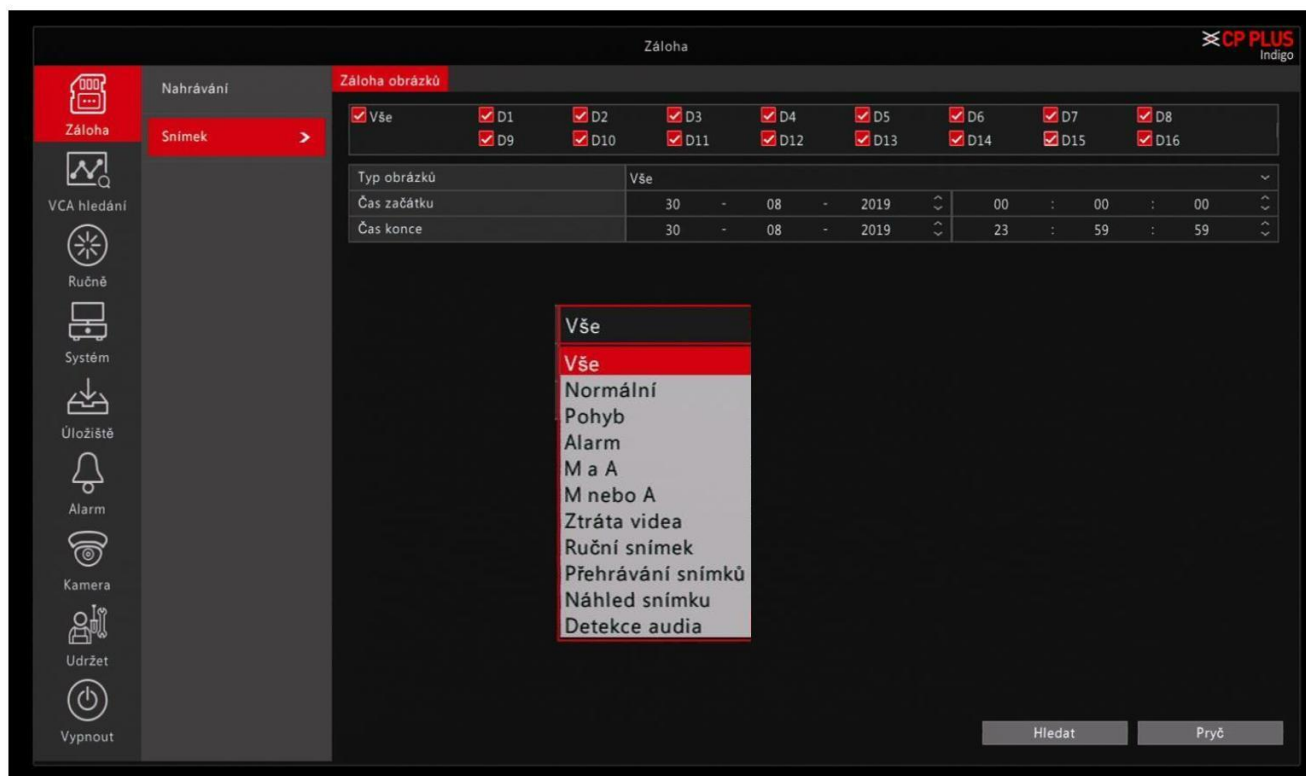 Záloha
CP PLUS
Indigo
Záloha
VCA hledání
Ručně
Systém
Úložiště
Alarm
Kamera
Udržet
Vypnout
Nahrávání
Snímek >
Záloha obrázků
Vše D1 D2 D3 D4 D5 D6 D7 D8
D9 D10 D11 D12 D13 D14 D15 D16
Typ obrázků Vše
Čas začátku 30 - 08 - 2019 00 : 00 : 00
Čas konce 30 - 08 - 2019 23 : 59 : 59
Vše
Vše
Normální
Pohyb
Alarm
M a A
M nebo A
Ztráta videa
Ruční snímek
Přehrávání snímků
Náhled snímku
Detekce audia
Hledat Pryč